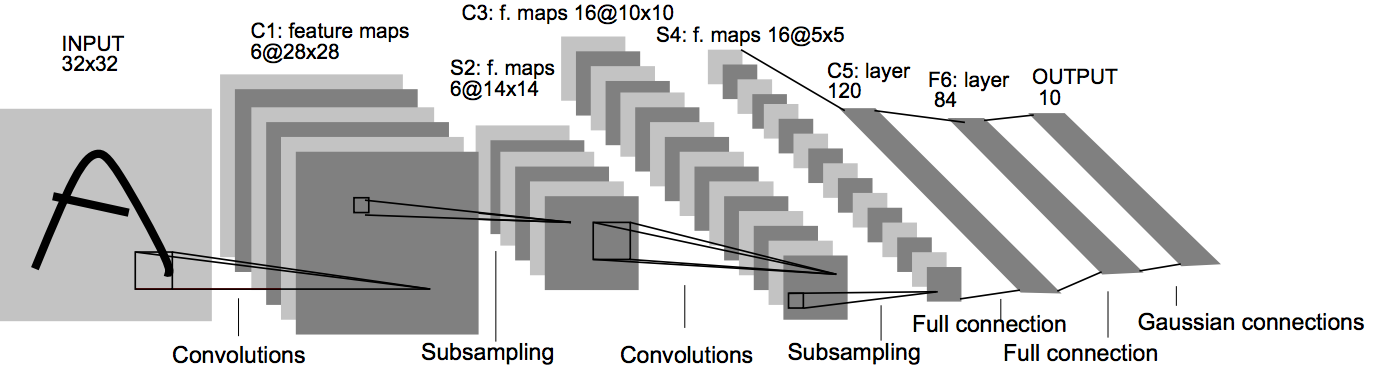 INPUT
32x32
C1: feature maps
6@28x28
S2: f. maps
6@14x14
C3: f. maps 16@10x10
S4: f. maps 16@5x5
C5: layer
120
F6: layer
84
OUTPUT
10
Convolutions
Subsampling
Convolutions
Subsampling
Full connection
Full connection
Gaussian connections